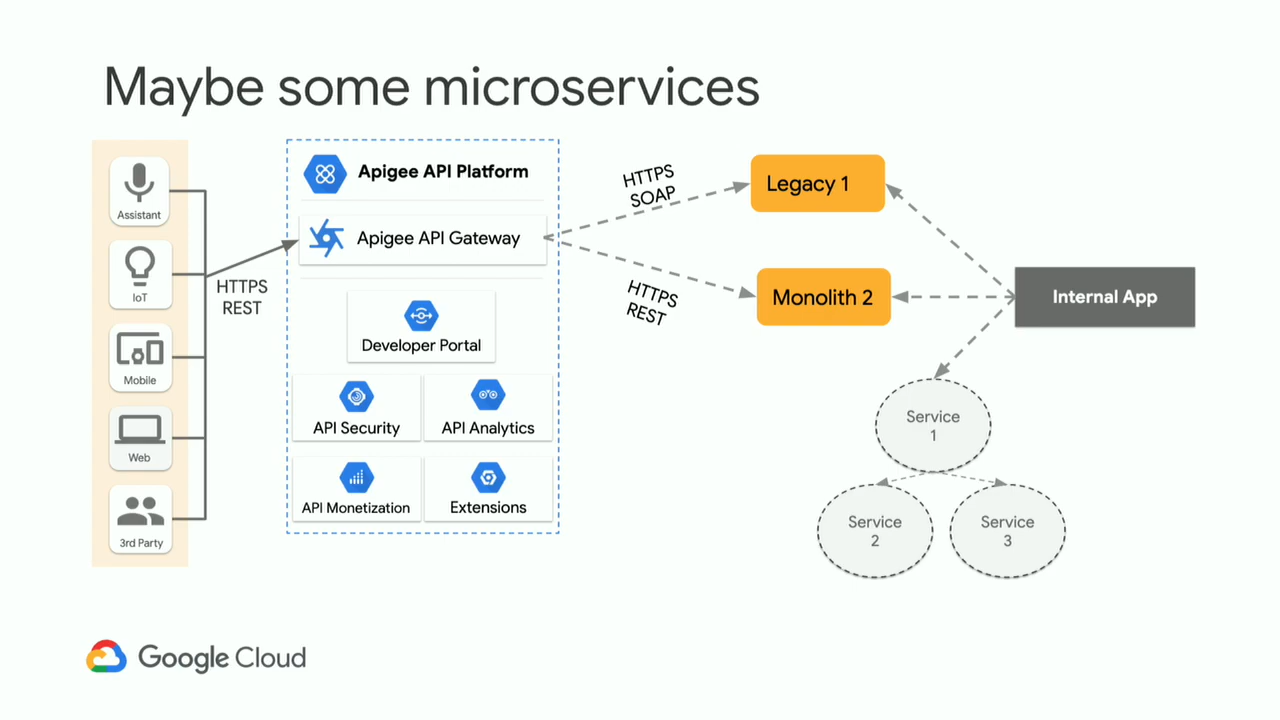 Maybe some microservices
Assistant
IoT
Mobile
Web
3rd Party
HTTPS
REST
Apigee API Platform
Apigee API Gateway
Developer Portal
API Security
API Analytics
API Monetization
Extensions
HTTPS
SOAP
HTTPS
REST
Legacy 1
Monolith 2
Internal App
Service
1
Service
2
Service
3
Google Cloud